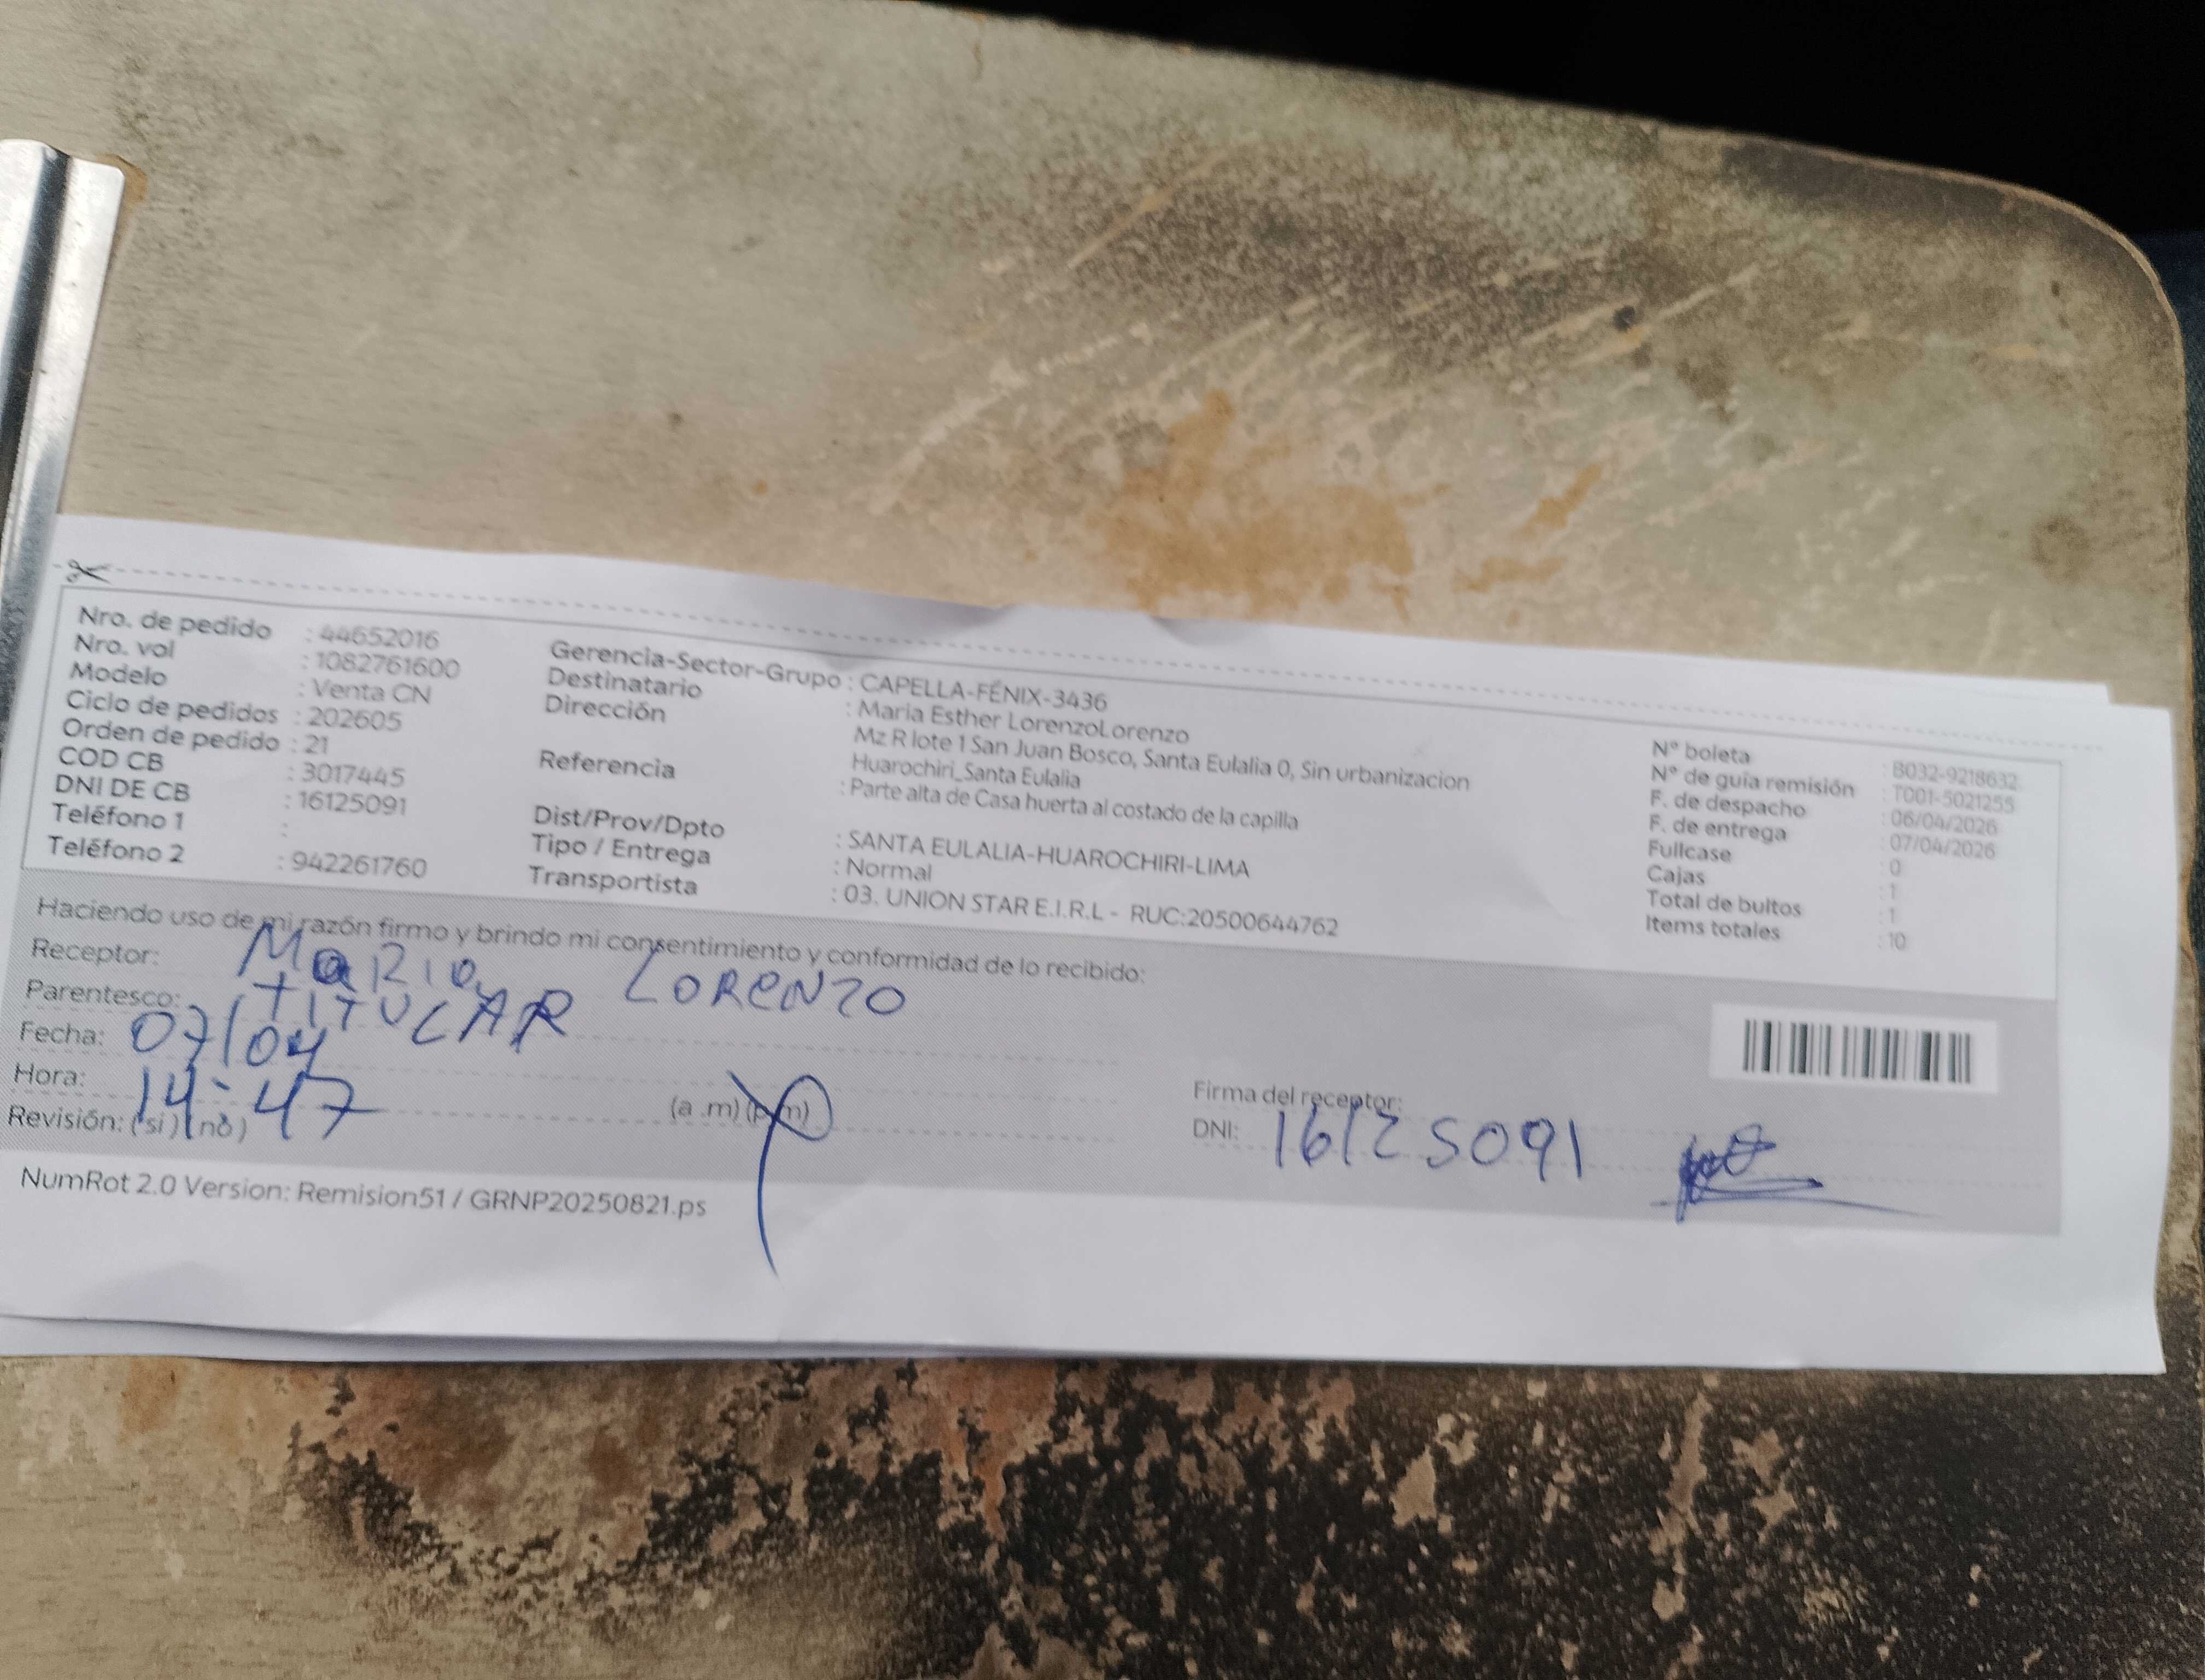 Nro. de pedido : 44652016
Nro. vol : 1082761600
Modelo : Venta CN
Ciclo de pedidos : 202605
Orden de pedido : 21
COD CB : 3017445
DNI DE CB : 16125091
Teléfono 1 :
Teléfono 2 : 942261760
Gerencia-Sector-Grupo : CAPELLA-FÉNIX-3436
Destinatario : Maria Esther LorenzoLorenzo
Dirección Mz R lote 1 San Juan Bosco, Santa Eulalia 0, Sin urbanizacion
Huarochiri_Santa Eulalia
Referencia : Parte alta de Casa huerta al costado de la capilla
Dist/Prov/Dpto : SANTA EULALIA-HUAROCHIRI-LIMA
Tipo / Entrega : Normal
Transportista : 03. UNION STAR E.I.R.L - RUC:20500644762
N° boleta : B032-9218632
N° de guía remisión : T001-5021255
F. de despacho : 06/04/2026
F. de entrega : 07/04/2026
Fullcase : 0
Cajas : 1
Total de bultos : 1
Items totales : 10
Haciendo uso de mi razón firmo y brindo mi consentimiento y conformidad de lo recibido:
Receptor: MaRia LORENZO
Parentesco: TITULAR
Fecha: 07/04
Hora: 14:47 (a .m) (p.m)
Revisión: ( si ) ( no )
Firma del receptor:
DNI: 16125091
NumRot 2.0 Version: Remision51 / GRNP20250821.ps